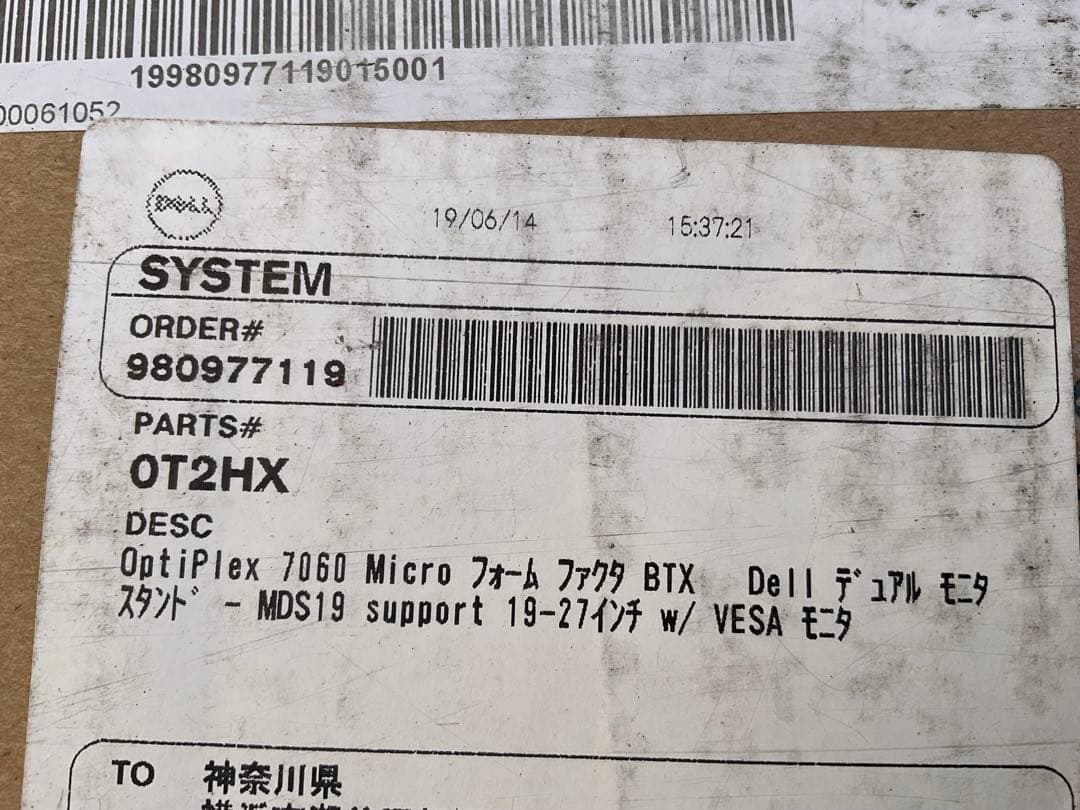 19980977119015001
00061052
DELL
19/06/14 15:37:21
SYSTEM
ORDER#
980977119
PARTS#
0T2HX
DESC
OptiPlex 7060 Micro フォーム ファクタ BTX Dell デュアル モニタ
スタンド - MDS19 support 19-27インチ w/ VESA モニタ
TO 神奈川県